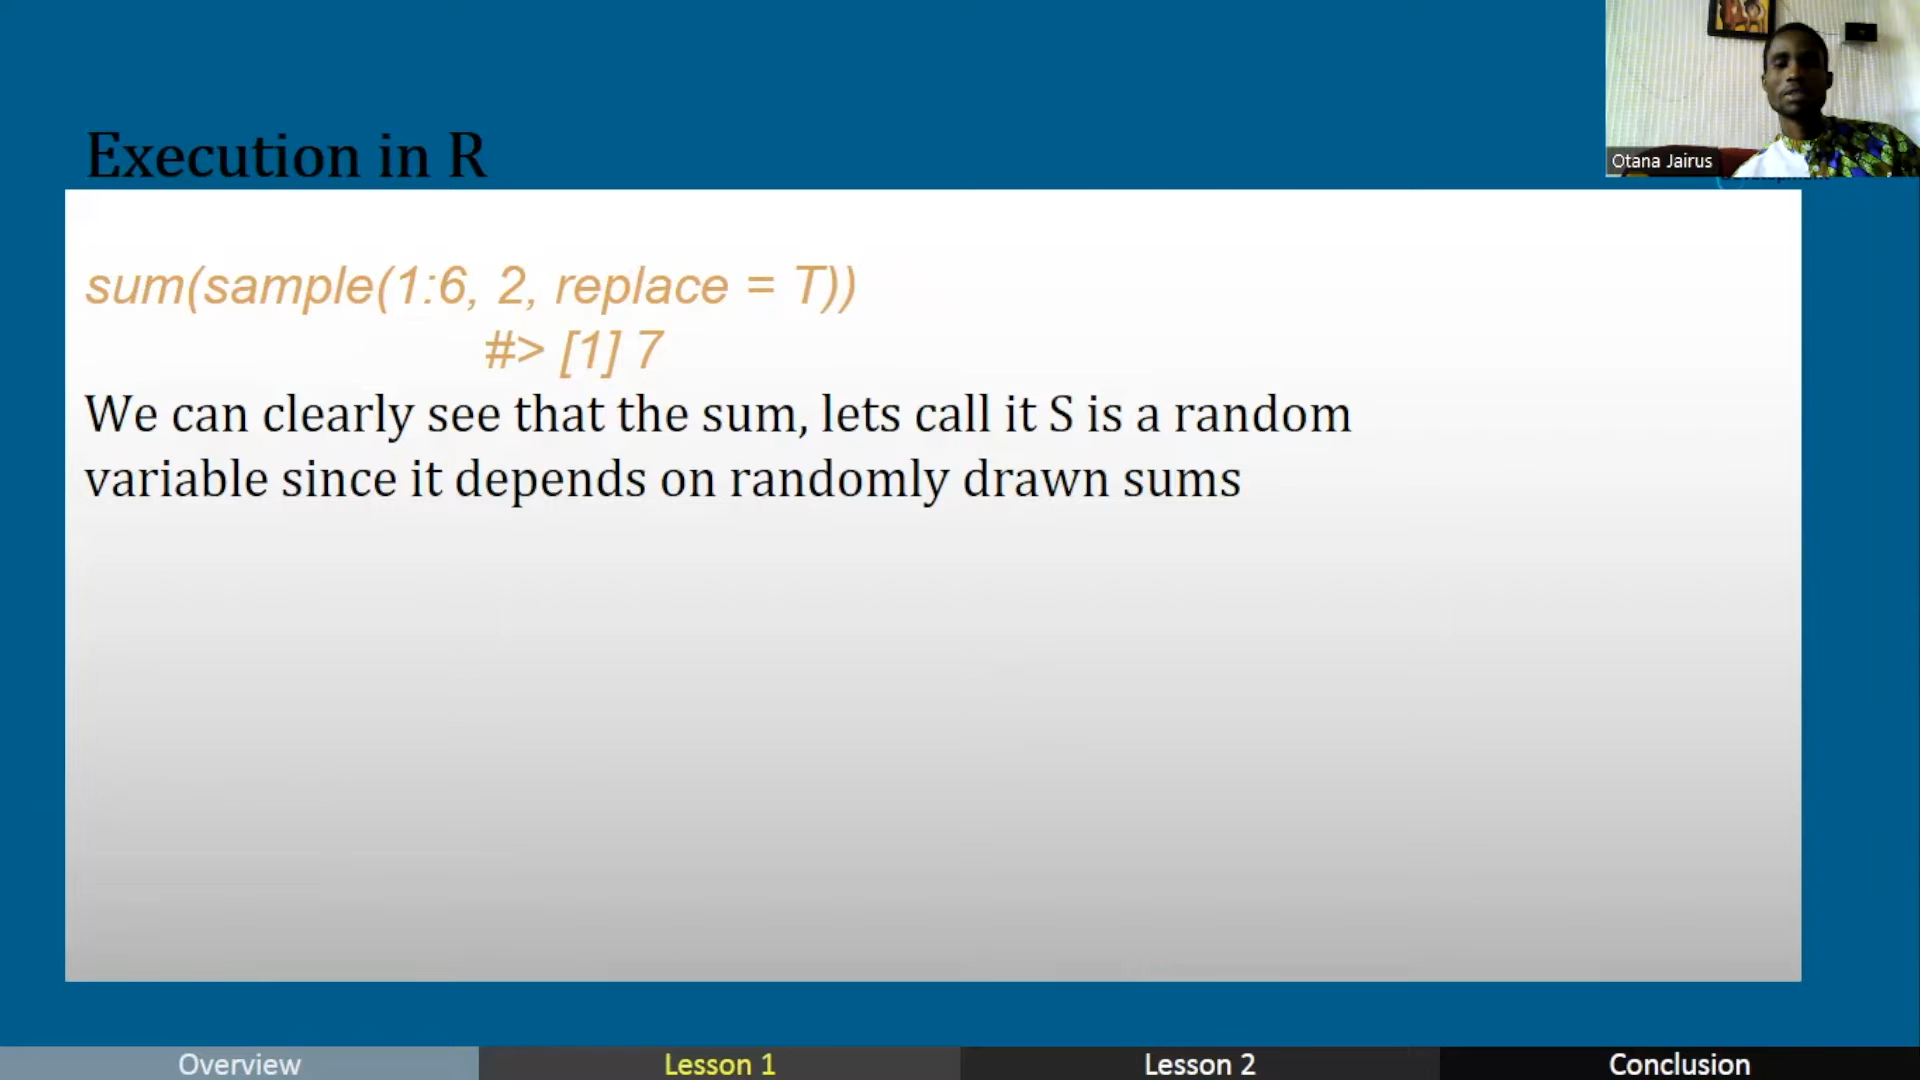 Execution in R
Otana Jairus
sum(sample(1:6, 2, replace = T))
#> [1] 7
We can clearly see that the sum, lets call it S is a random
variable since it depends on randomly drawn sums
Overview
Lesson 1
Lesson 2
Conclusion